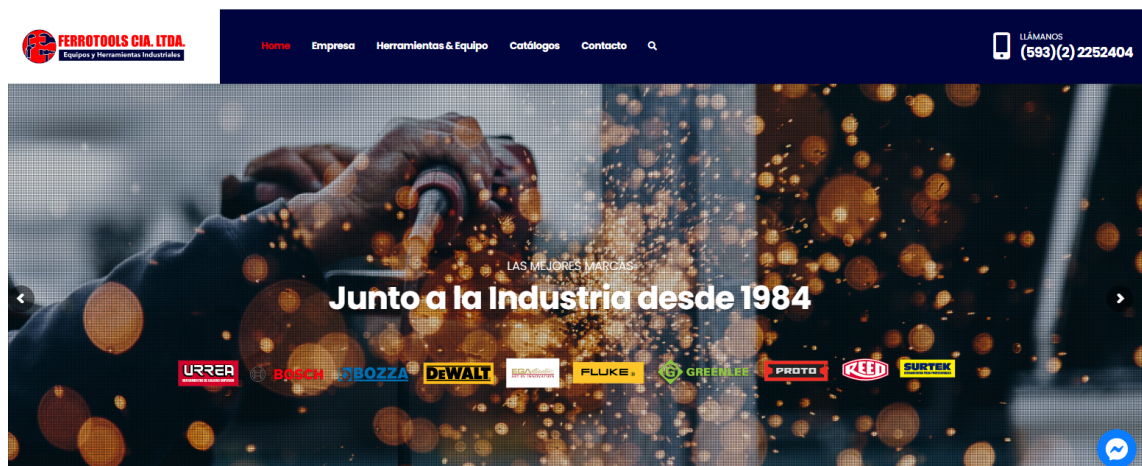 FERROTOOLS CIA. LTDA.
Equipos y Herramientas Industriales
Home Empresa Herramientas & Equipo Catálogos Contacto
LLÁMANOS
(593)(2) 2252404
LAS MEJORES MARCAS
Junto a la Industria desde 1984
URREA
BOSCH
BOZZA
DEWALT
FLUKE
GREENLEE
PROTO
REED
SURTEK